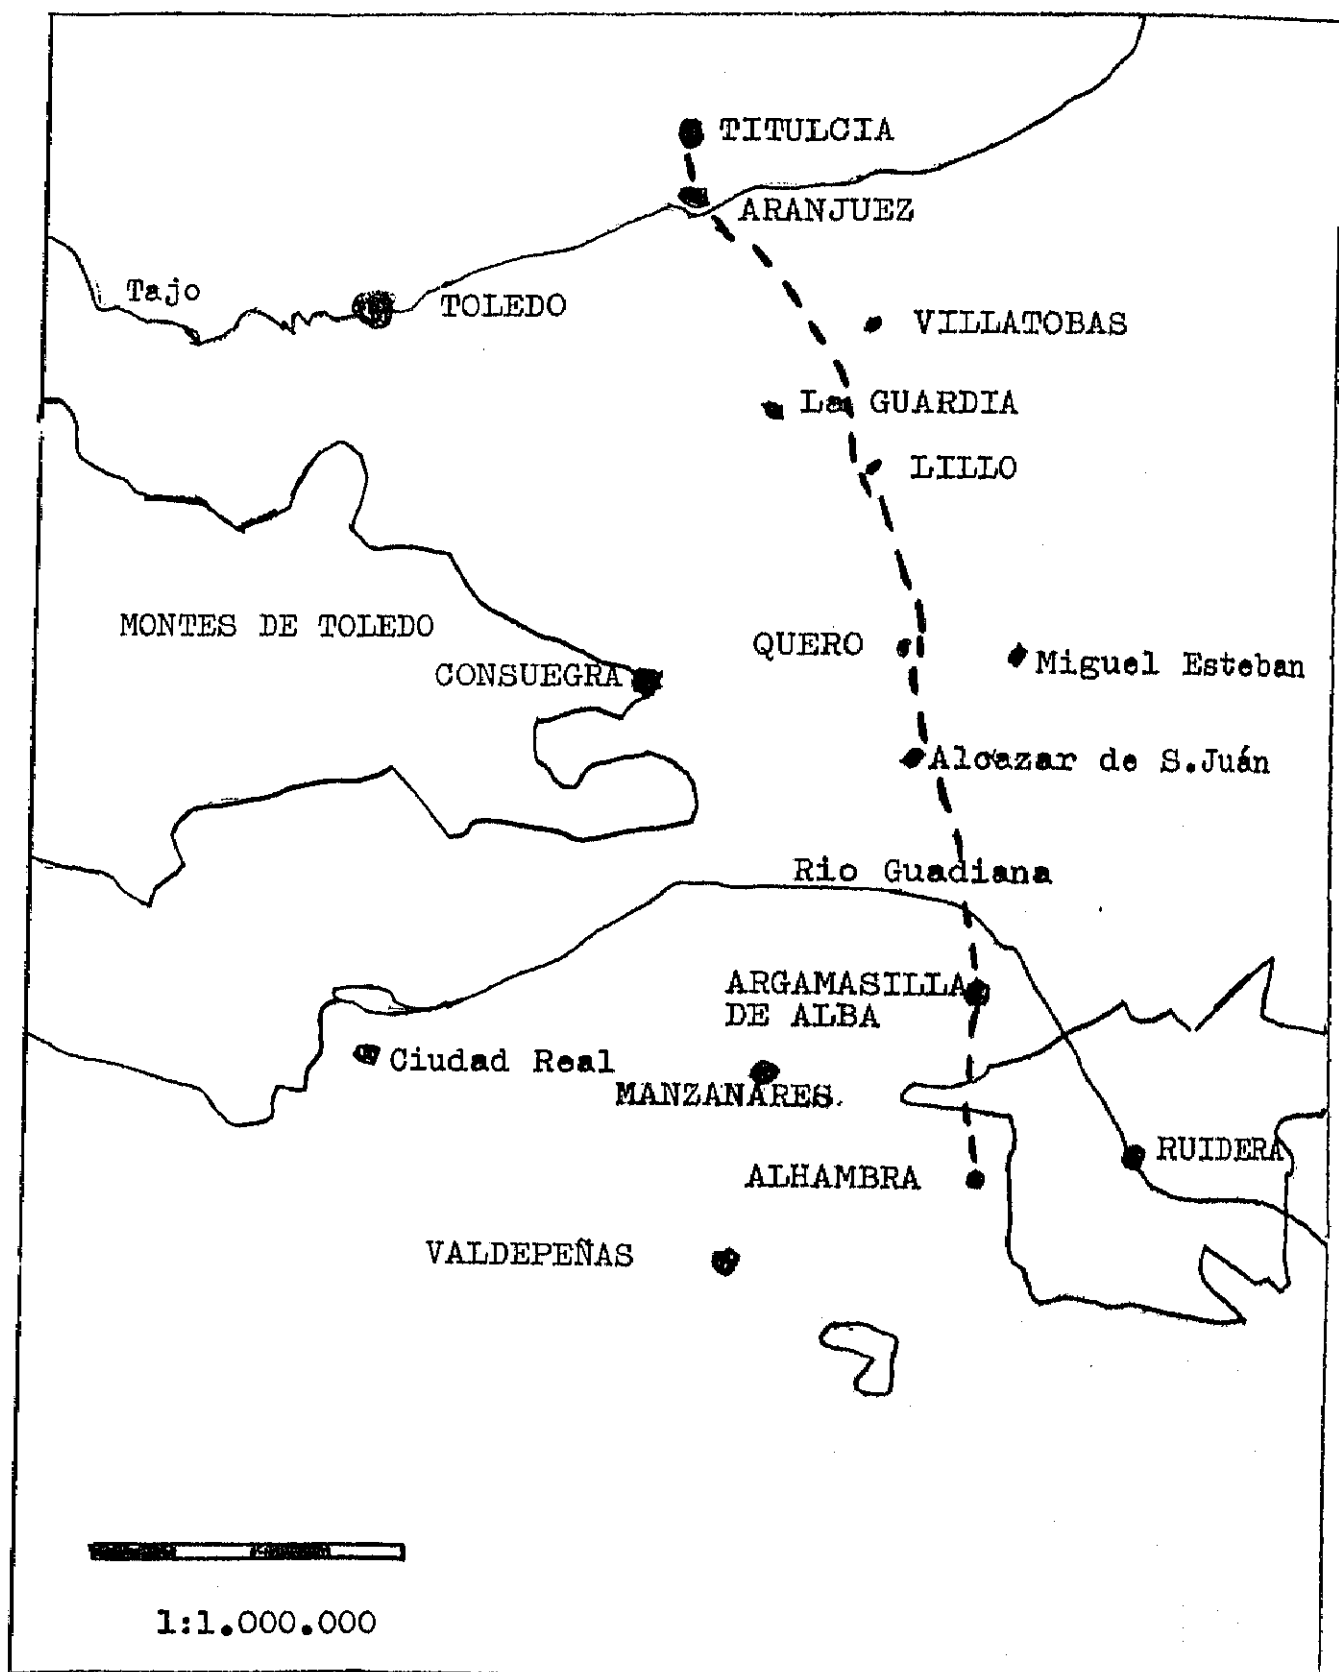 TITULCIA
ARANJUEZ
Tajo
TOLEDO
VILLATOBAS
La GUARDIA
LILLO
MONTES DE TOLEDO
QUERO
Miguel Esteban
CONSUEGRA
Alcazar de S.Juán
Rio Guadiana
ARGAMASILLA
DE ALBA
Ciudad Real
MANZANARES.
RUIDERA
ALHAMBRA
VALDEPEÑAS
1:1.000.000